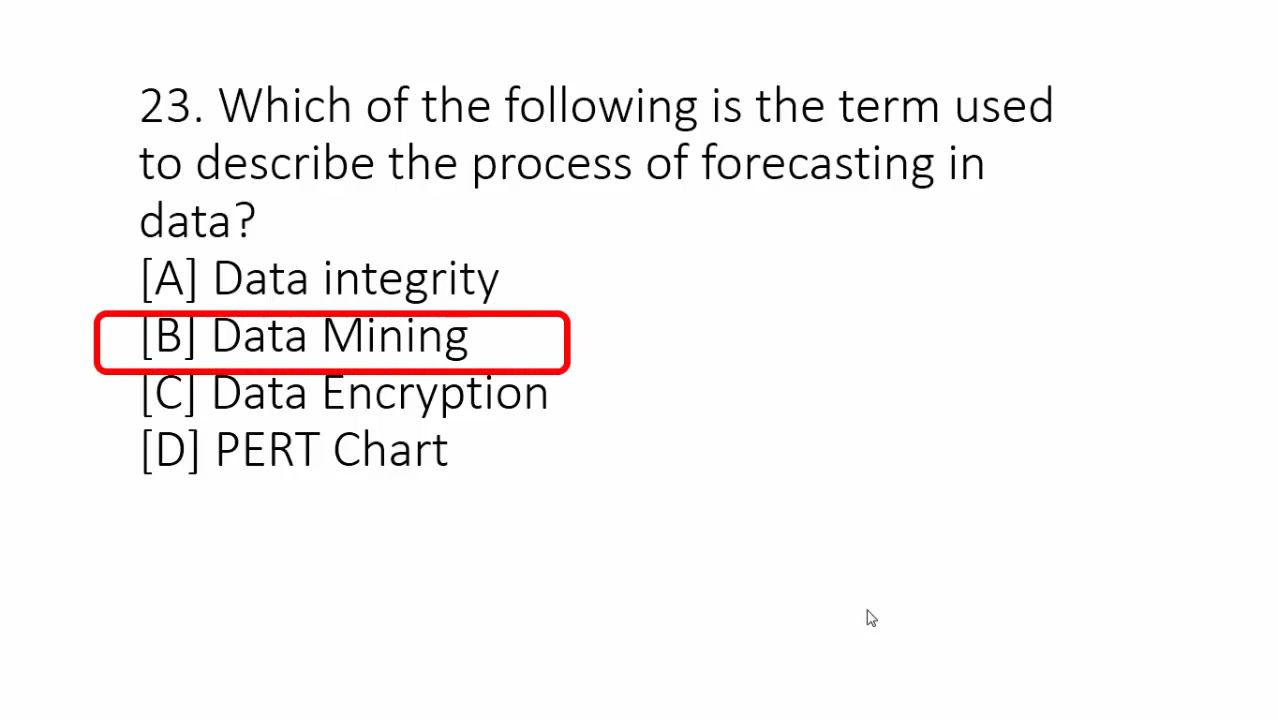 23. Which of the following is the term used
to describe the process of forecasting in
data?
[A] Data integrity
[B] Data Mining
[C] Data Encryption
[D] PERT Chart